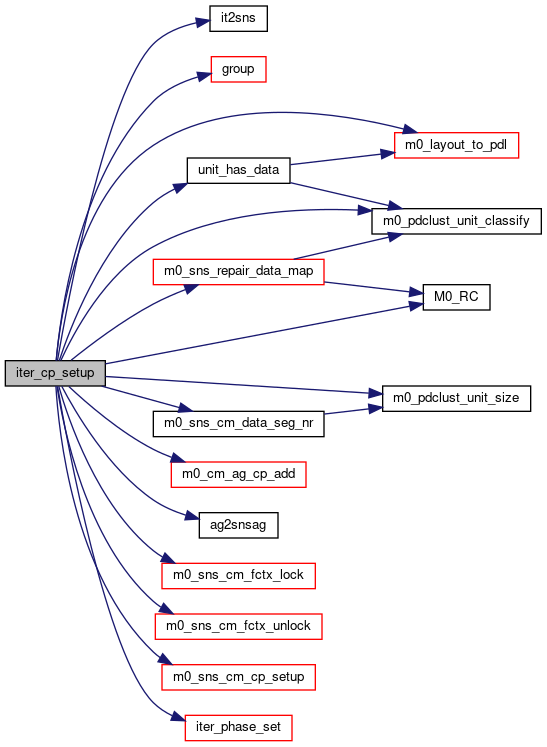 it2sns
group
m0_layout_to_pdl
unit_has_data
m0_pdclust_unit_classify
m0_sns_repair_data_map
M0_RC
iter_cp_setup
m0_pdclust_unit_size
m0_sns_cm_data_seg_nr
m0_cm_ag_cp_add
ag2snsag
m0_sns_cm_fctx_lock
m0_sns_cm_fctx_unlock
m0_sns_cm_cp_setup
iter_phase_set